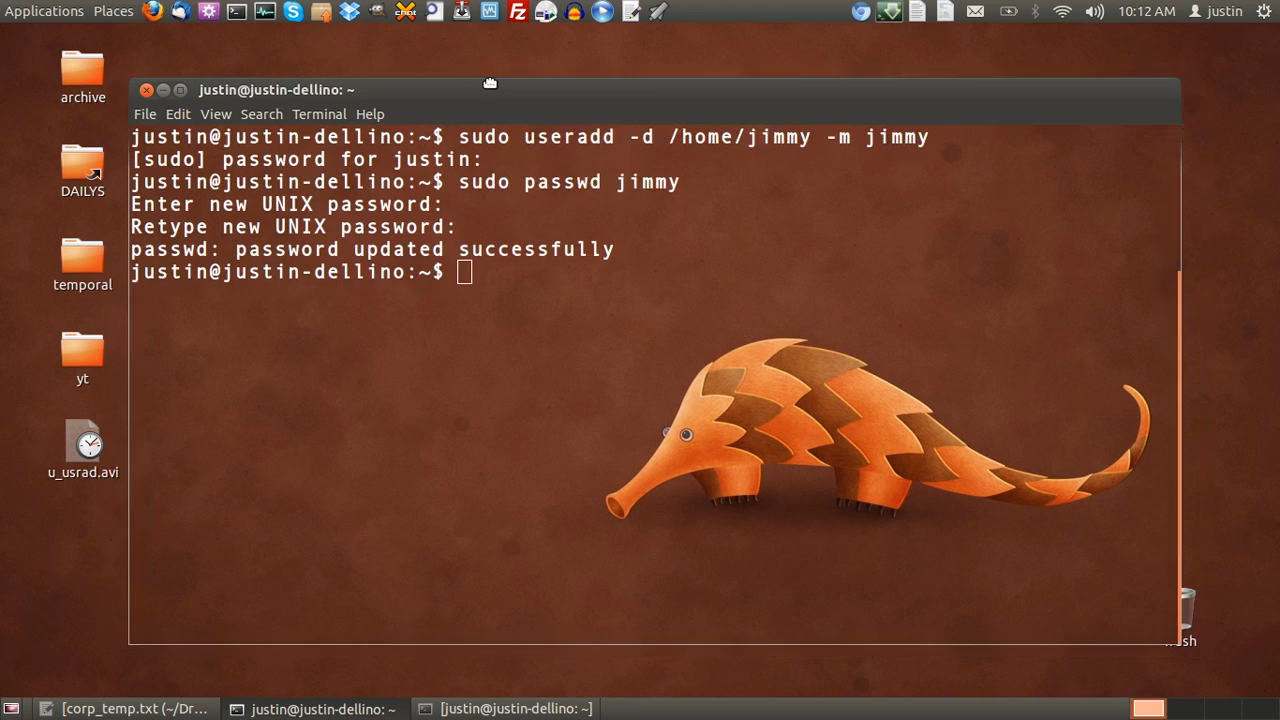 Applications Places 10:12 AM justin
archive
DAILYS
temporal
yt
u_usrad.avi
justin@justin-dellino: ~
File Edit View Search Terminal Help
justin@justin-dellino:~$ sudo useradd -d /home/jimmy -m jimmy
[sudo] password for justin:
justin@justin-dellino:~$ sudo passwd jimmy
Enter new UNIX password:
Retype new UNIX password:
passwd: password updated successfully
justin@justin-dellino:~$
[corp_temp.txt (~/Dr... justin@justin-dellino: ~ [justin@justin-dellino: ~]